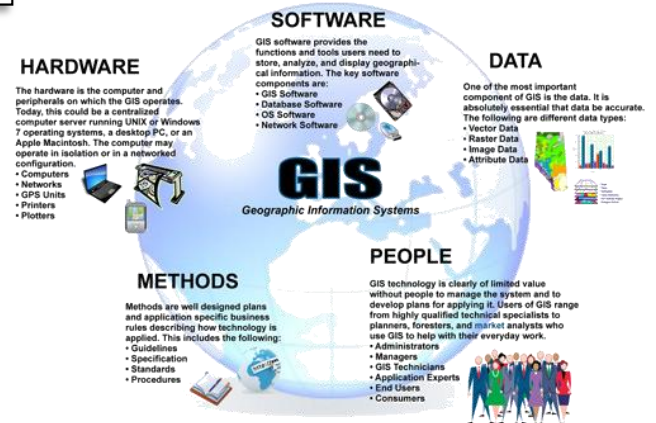 SOFTWARE
GIS software provides the
functions and tools users need to
store, analyze, and display geographi-
cal information. The key software
components are:
• GIS Software
• Database Software
• OS Software
• Network Software
HARDWARE
The hardware is the computer and
peripherals on which the GIS operates.
Today, this could be a centralized
computer server running UNIX or Windows
7 operating systems, a desktop PC, or an
Apple Macintosh. The computer may
operate in isolation or in a networked
configuration.
• Computers
• Networks
• GPS Units
• Printers
• Plotters
DATA
One of the most important
component of GIS is the data. It is
absolutely essential that data be accurate.
The following are different data types:
• Vector Data
• Raster Data
• Image Data
• Attribute Data
GIS
Geographic Information Systems
METHODS
Methods are well designed plans
and application specific business
rules describing how technology is
applied. This includes the following:
• Guidelines
• Specification
• Standards
• Procedures
http://
PEOPLE
GIS technology is clearly of limited value
without people to manage the system and to
develop plans for applying it. Users of GIS range
from highly qualified technical specialists to
planners, foresters, and market analysts who
use GIS to help with their everyday work.
• Administrators
• Managers
• GIS Technicians
• Application Experts
• End Users
• Consumers